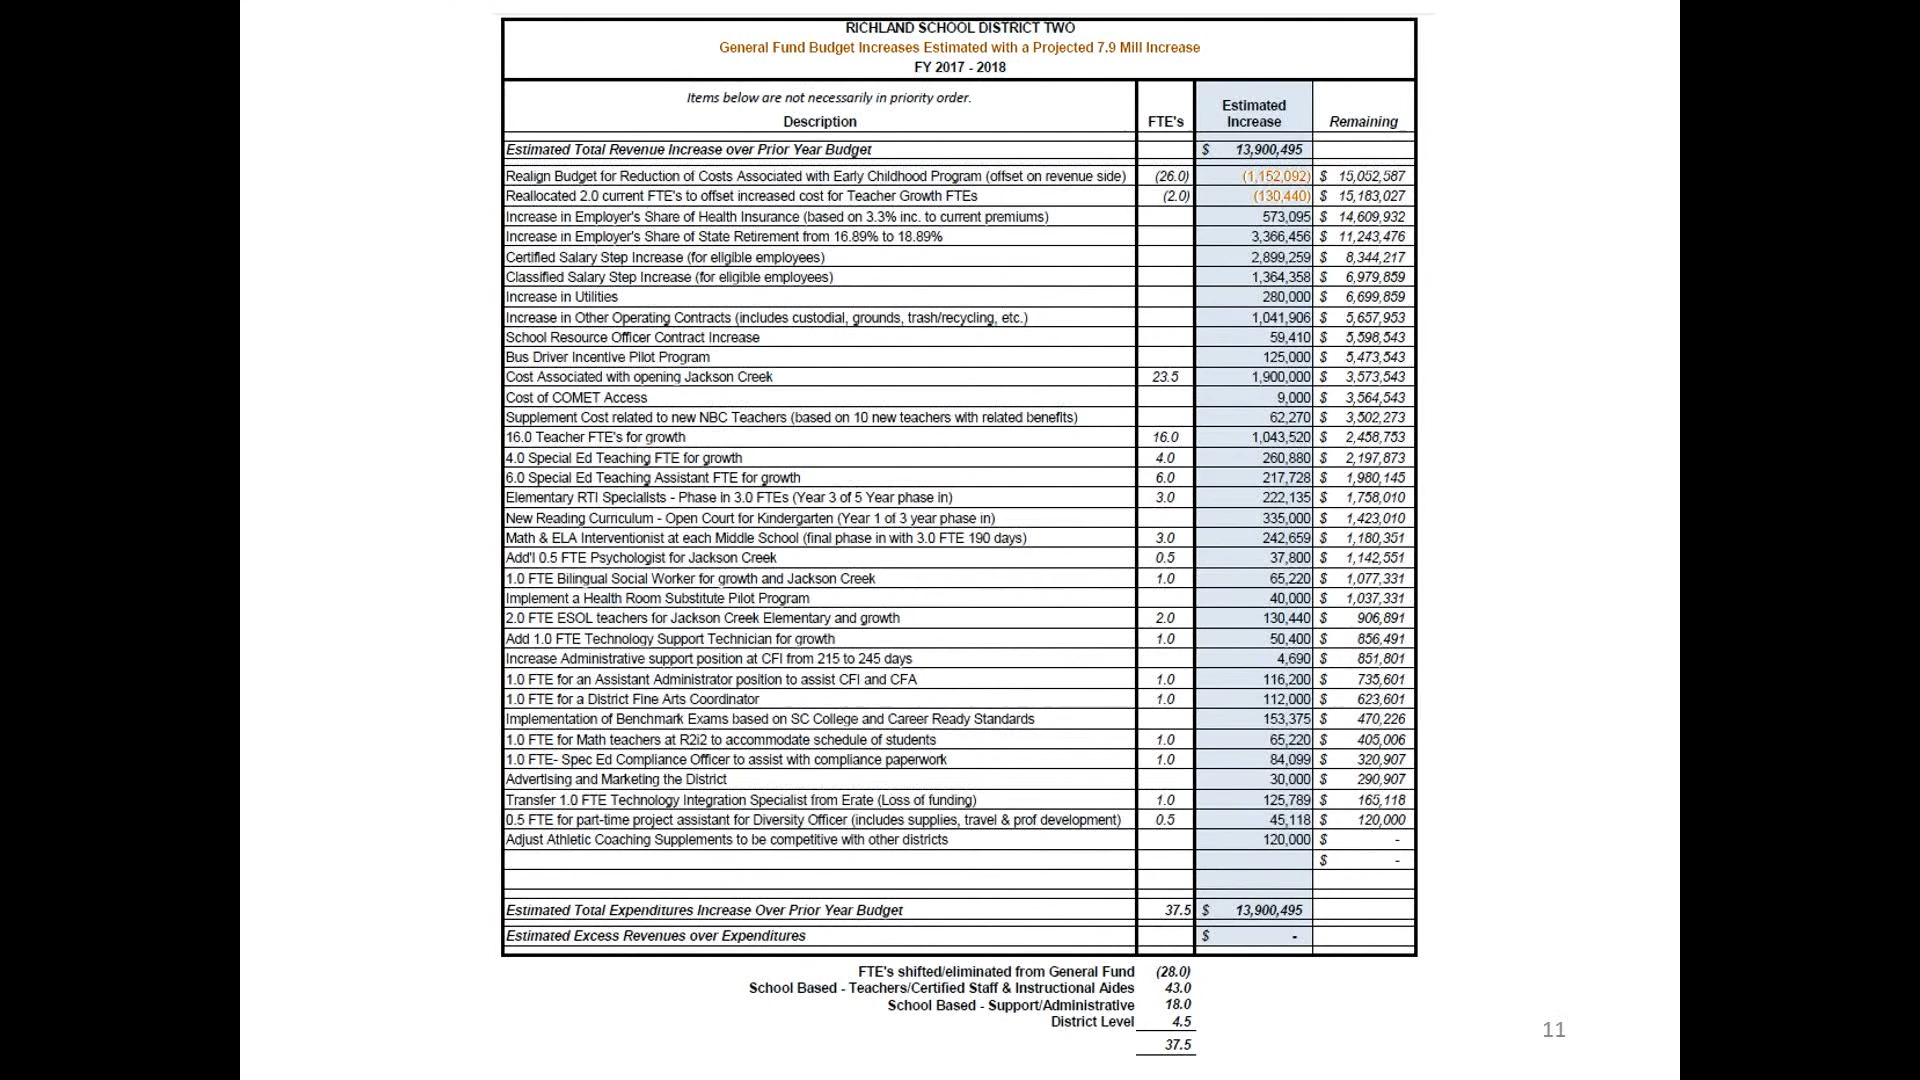 RICHLAND SCHOOL DISTRICT TWO
General Fund Budget Increases Estimated with a Projected 7.9 Mill Increase
FY 2017 - 2018
Items below are not necessarily in priority order.
Description FTE's Estimated Increase Remaining
Estimated Total Revenue Increase over Prior Year Budget $ 13,900,495
Realign Budget for Reduction of Costs Associated with Early Childhood Program (offset on revenue side) (26.0) (1,152,092) $ 15,052,587
Reallocated 2.0 current FTE's to offset increased cost for Teacher Growth FTEs (2.0) (130,440) $ 15,183,027
Increase in Employer's Share of Health Insurance (based on 3.3% inc. to current premiums) 573,095 $ 14,609,932
Increase in Employer's Share of State Retirement from 16.89% to 18.89% 3,366,456 $ 11,243,476
Certified Salary Step Increase (for eligible employees) 2,899,259 $ 8,344,217
Classified Salary Step Increase (for eligible employees) 1,364,358 $ 6,979,859
Increase in Utilities 280,000 $ 6,699,859
Increase in Other Operating Contracts (includes custodial, grounds, trash/recycling, etc.) 1,041,906 $ 5,657,953
School Resource Officer Contract Increase 59,410 $ 5,598,543
Bus Driver Incentive Pilot Program 125,000 $ 5,473,543
Cost Associated with opening Jackson Creek 23.5 1,900,000 $ 3,573,543
Cost of COMET Access 9,000 $ 3,564,543
Supplement Cost related to new NBC Teachers (based on 10 new teachers with related benefits) 62,270 $ 3,502,273
16.0 Teacher FTE's for growth 16.0 1,043,520 $ 2,458,753
4.0 Special Ed Teaching FTE for growth 4.0 260,880 $ 2,197,873
6.0 Special Ed Teaching Assistant FTE for growth 6.0 217,728 $ 1,980,145
Elementary RTI Specialists - Phase in 3.0 FTEs (Year 3 of 5 Year phase in) 3.0 222,135 $ 1,758,010
New Reading Curriculum - Open Court for Kindergarten (Year 1 of 3 year phase in) 335,000 $ 1,423,010
Math & ELA Interventionist at each Middle School (final phase in with 3.0 FTE 190 days) 3.0 242,659 $ 1,180,351
Add'l 0.5 FTE Psychologist for Jackson Creek 0.5 37,800 $ 1,142,551
1.0 FTE Bilingual Social Worker for growth and Jackson Creek 1.0 65,220 $ 1,077,331
Implement a Health Room Substitute Pilot Program 40,000 $ 1,037,331
2.0 FTE ESOL teachers for Jackson Creek Elementary and growth 2.0 130,440 $ 906,891
Add 1.0 FTE Technology Support Technician for growth 1.0 50,400 $ 856,491
Increase Administrative support position at CFI from 215 to 245 days 4,690 $ 851,801
1.0 FTE for an Assistant Administrator position to assist CFI and CFA 1.0 116,200 $ 735,601
1.0 FTE for a District Fine Arts Coordinator 1.0 112,000 $ 623,601
Implementation of Benchmark Exams based on SC College and Career Ready Standards 153,375 $ 470,226
1.0 FTE for Math teachers at R2i2 to accommodate schedule of students 1.0 65,220 $ 405,006
1.0 FTE- Spec Ed Compliance Officer to assist with compliance paperwork 1.0 84,099 $ 320,907
Advertising and Marketing the District 30,000 $ 290,907
Transfer 1.0 FTE Technology Integration Specialist from Erate (Loss of funding) 1.0 125,789 $ 165,118
0.5 FTE for part-time project assistant for Diversity Officer (includes supplies, travel & prof development) 0.5 45,118 $ 120,000
Adjust Athletic Coaching Supplements to be competitive with other districts 120,000 $ -
$ -
Estimated Total Expenditures Increase Over Prior Year Budget 37.5 $ 13,900,495
Estimated Excess Revenues over Expenditures $ -
FTE's shifted/eliminated from General Fund (28.0)
School Based - Teachers/Certified Staff & Instructional Aides 43.0
School Based - Support/Administrative 18.0
District Level 4.5
37.5
11